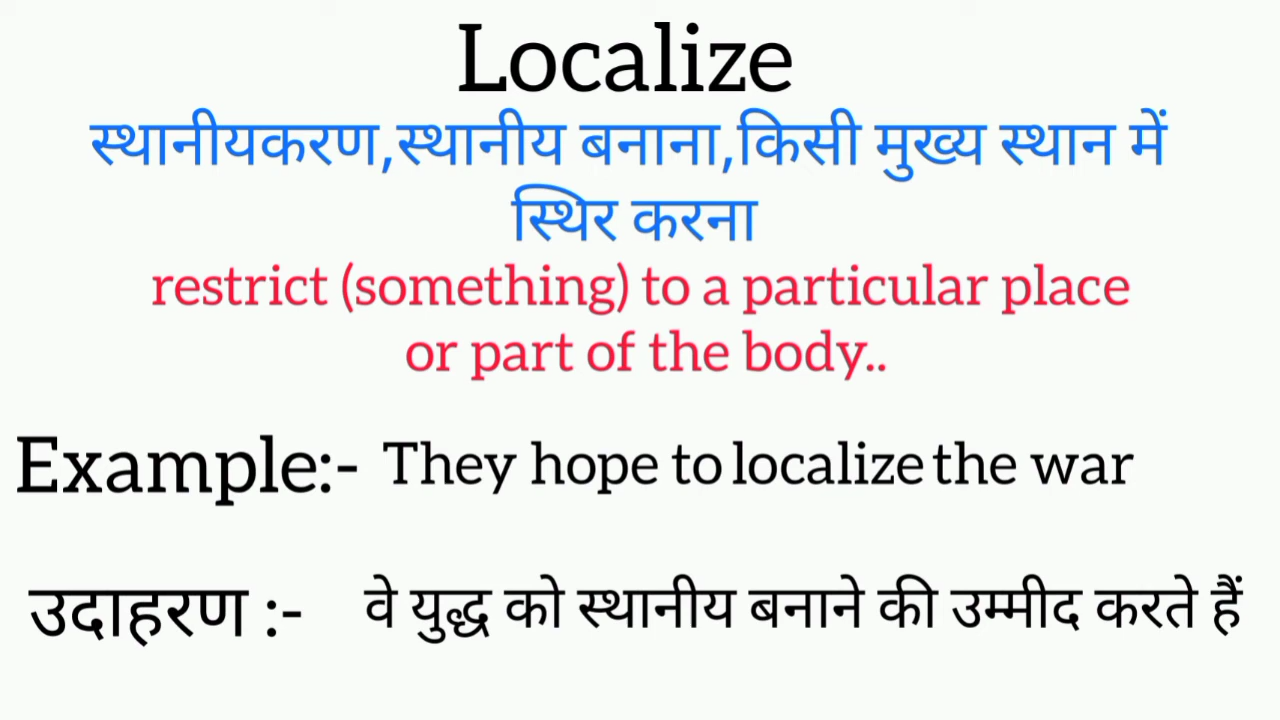 Localize
स्थानीयकरण,स्थानीय बनाना,किसी मुख्य स्थान में
स्थिर करना
restrict (something) to a particular place
or part of the body..
Example:- They hope to localize the war
उदाहरण :- वे युद्ध को स्थानीय बनाने की उम्मीद करते हैं